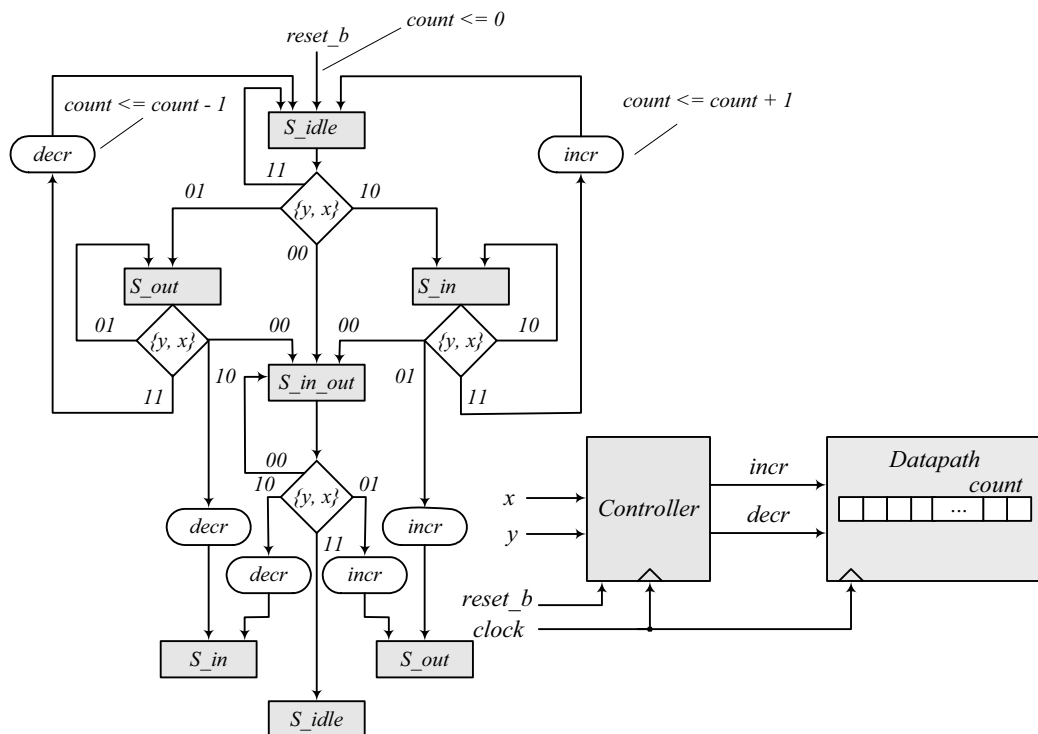 count <= 0
reset_b
count <= count - 1
count <= count + 1
S_idle
decr
incr
11
01
10
{y, x}
00
S_out
S_in
01
{y, x}
00
00
{y, x}
10
10
10
S_in_out
01
11
11
00
10
{y, x}
01
decr
incr
11
decr
incr
S_in
S_out
S_idle
x
y
Controller
incr
decr
Datapath
count
...
reset_b
clock